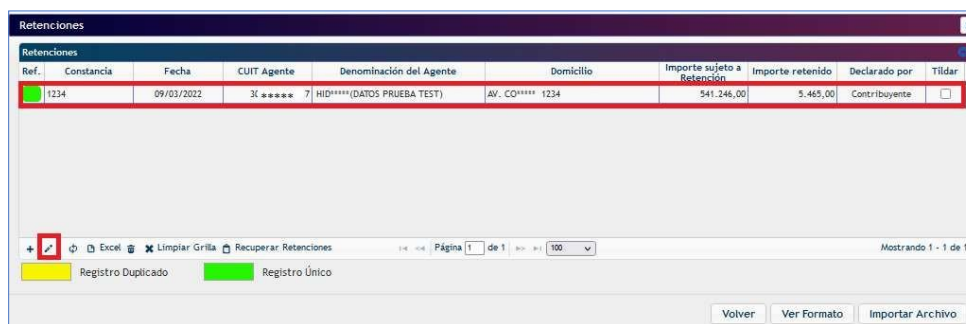 Retenciones
Retenciones
Ref. Constancia Fecha CUIT Agente Denominación del Agente Domicilio Importe sujeto a Retención Importe retenido Declarado por Tildar
1234 09/03/2022 30 ***** 7 HID*****(DATOS PRUEBA TEST) AV. CO***** 1234 541.246,00 5.465,00 Contribuyente
Excel Limpiar Grilla Recuperar Retenciones Página 1 de 1 100 Mostrando 1 - 1 de 1
Registro Duplicado Registro Único
Volver Ver Formato Importar Archivo